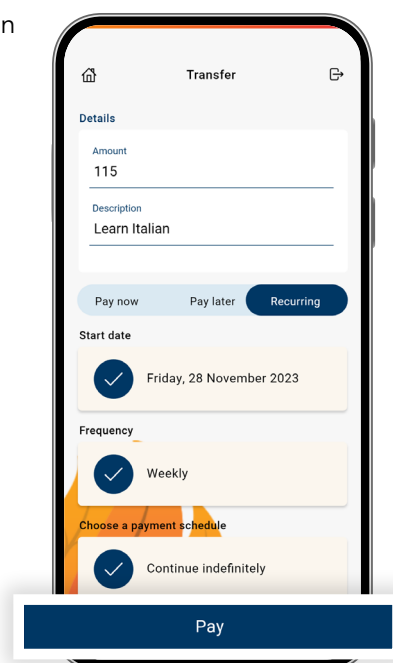 n
Transfer
Details
Amount
115
Description
Learn Italian
Pay now Pay later Recurring
Start date
Friday, 28 November 2023
Frequency
Weekly
Choose a payment schedule
Continue indefinitely
Pay